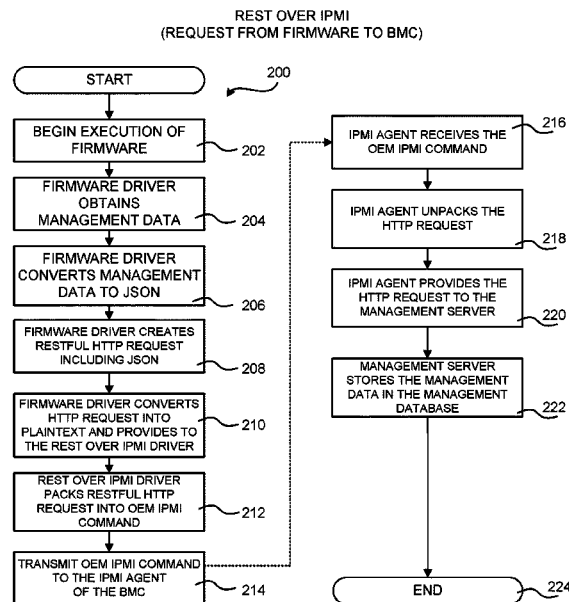 REST OVER IPMI
(REQUEST FROM FIRMWARE TO BMC)
START
200
BEGIN EXECUTION OF
FIRMWARE
202
FIRMWARE DRIVER
OBTAINS
MANAGEMENT DATA
204
FIRMWARE DRIVER
CONVERTS MANAGEMENT
DATA TO JSON
206
FIRMWARE DRIVER CREATES
RESTFUL HTTP REQUEST
INCLUDING JSON
208
FIRMWARE DRIVER CONVERTS
HTTP REQUEST INTO
PLAINTEXT AND PROVIDES TO
THE REST OVER IPMI DRIVER
210
REST OVER IPMI DRIVER
PACKS RESTFUL HTTP
REQUEST INTO OEM IPMI
COMMAND
212
TRANSMIT OEM IPMI COMMAND
TO THE IPMI AGENT
OF THE BMC
214
IPMI AGENT RECEIVES THE
OEM IPMI COMMAND
216
IPMI AGENT UNPACKS THE
HTTP REQUEST
218
IPMI AGENT PROVIDES THE
HTTP REQUEST TO THE
MANAGEMENT SERVER
220
MANAGEMENT SERVER
STORES THE MANAGEMENT
DATA IN THE MANAGEMENT
DATABASE
222
END
224